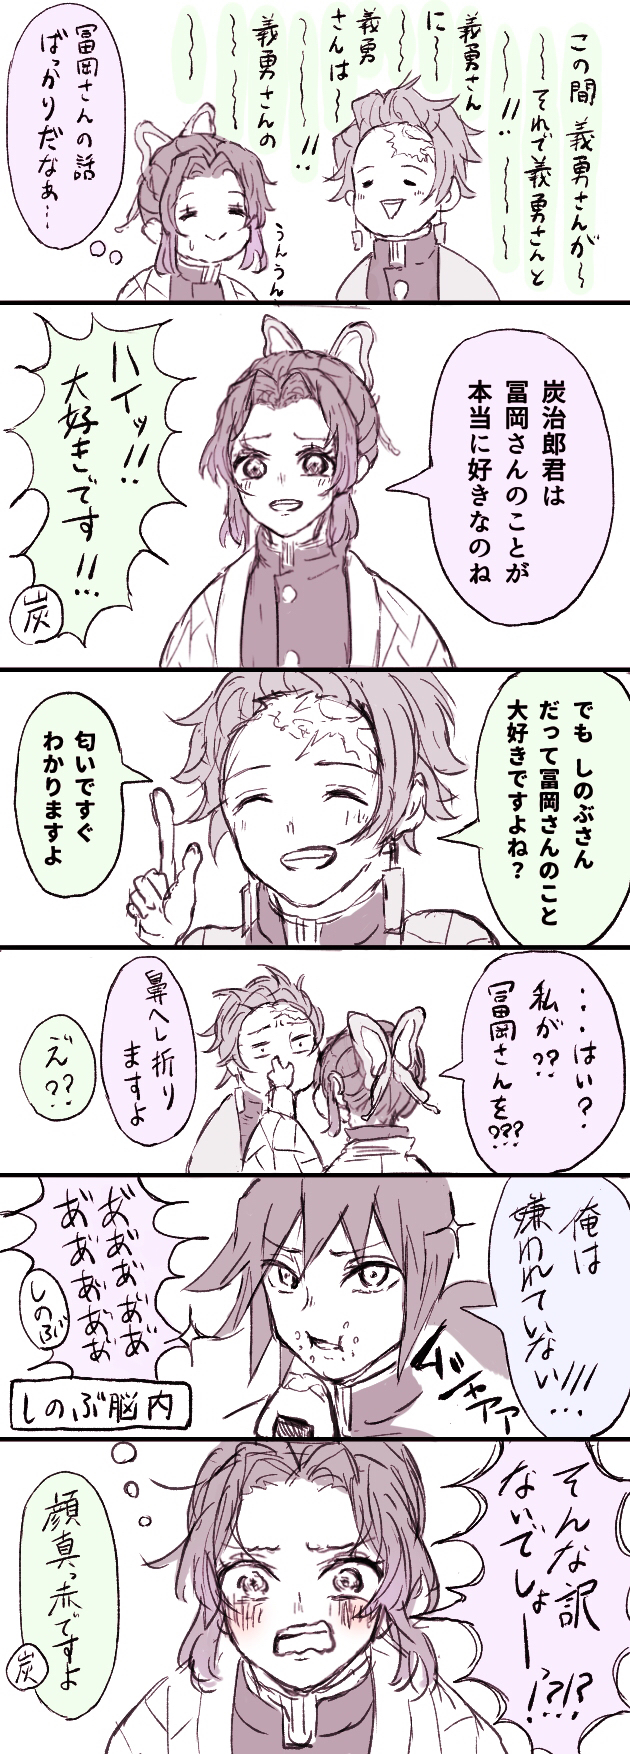 この間 義勇さんが〜
〜それで義勇さんと
〜!!〜〜〜
義勇さん
に〜〜
義勇
さんは〜
〜〜!!
義勇さんの
〜〜〜
〜
うんうん
冨岡さんの話
ばっかりだなぁ…
炭治郎君は
冨岡さんのことが
本当に好きなのね
ハイッ!!
大好きです!!…
炭
でも しのぶさん
だって冨岡さんのこと
大好きですよね?
匂いですぐ
わかりますよ
…はい?
私が??
冨岡さんを???
鼻へし折り
ますよ
え??
俺は
嫌われていない!!!…
ムシャアァ
あ゛あ゛あ゛あ゛あ゛
あ゛あ゛あ゛あ゛あ゛
しのぶ
しのぶ脳内
そんな訳
ないでしょー!?!?
顔真っ赤ですよ
炭